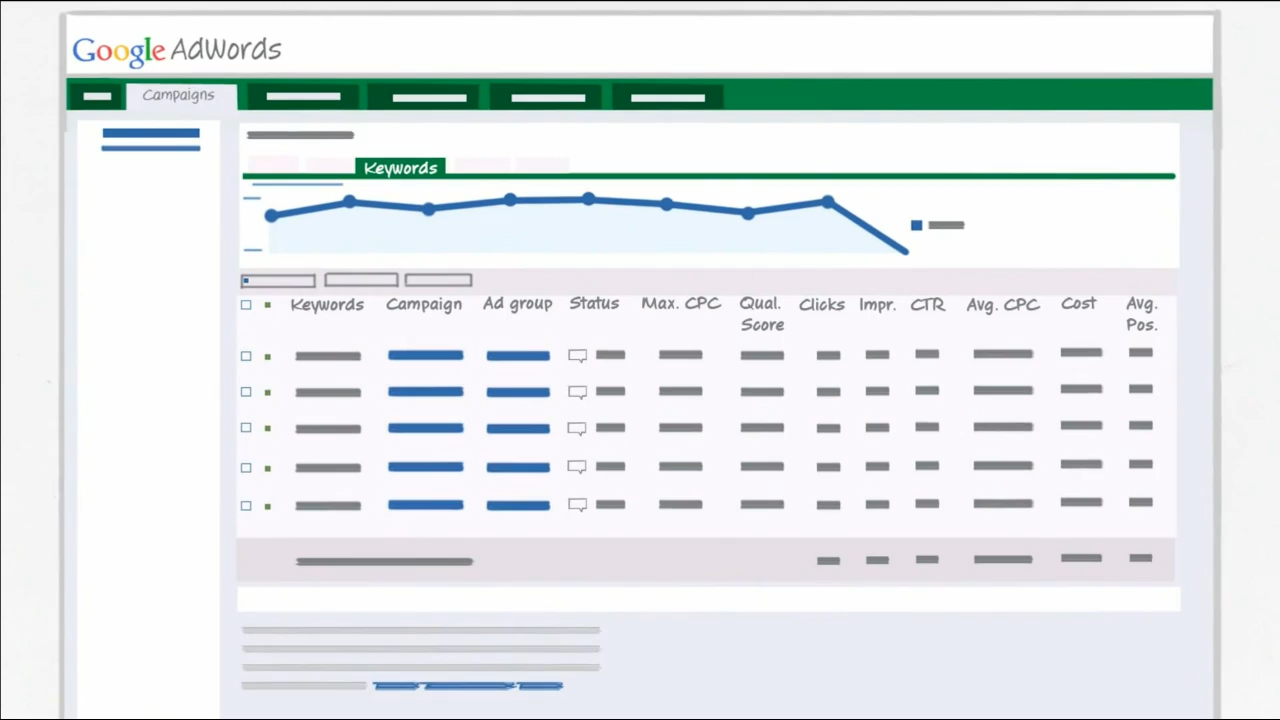 Google AdWords
Campaigns
Keywords
Keywords Campaign Ad group Status Max. CPC Qual. Score Clicks Impr. CTR Avg. CPC Cost Avg. Pos.